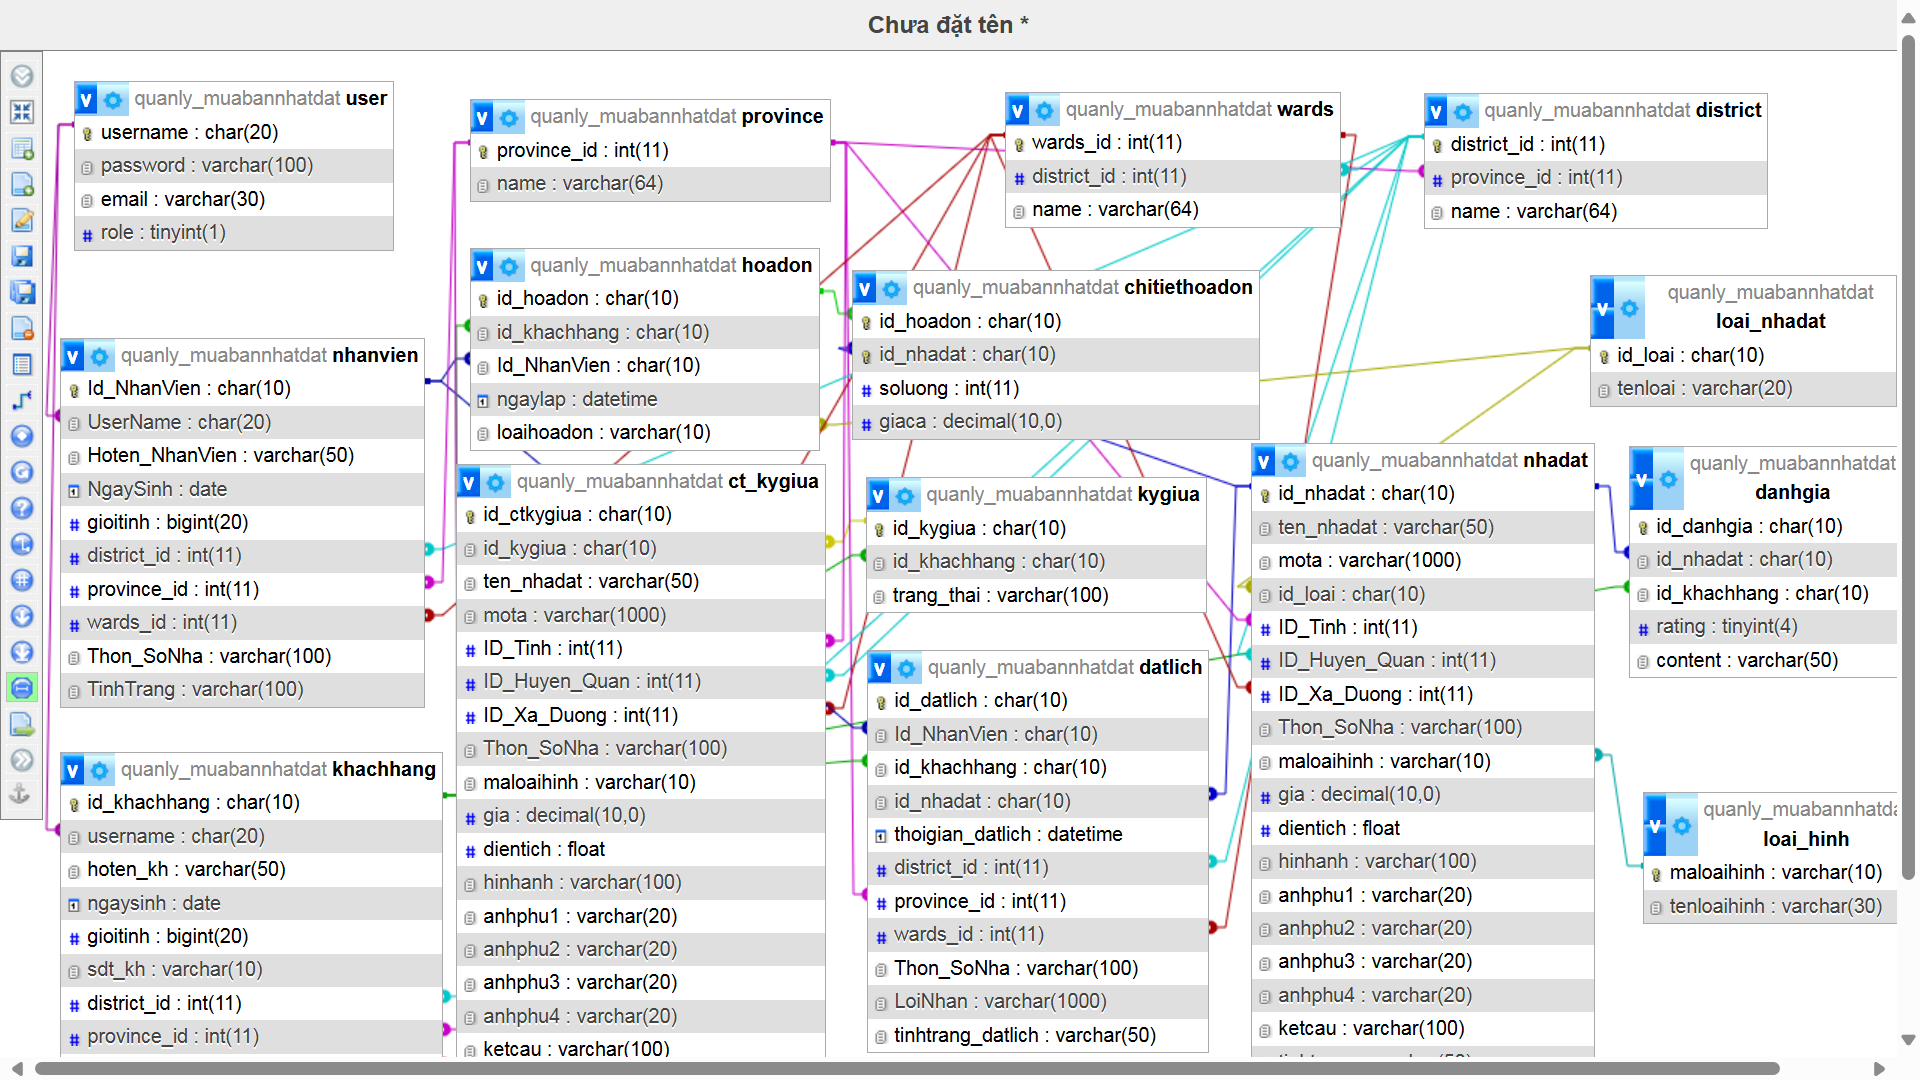 Chưa đặt tên *
quanly_muabannhatdat user
username : char(20)
password : varchar(100)
email : varchar(30)
role : tinyint(1)
quanly_muabannhatdat province
province_id : int(11)
name : varchar(64)
quanly_muabannhatdat wards
wards_id : int(11)
district_id : int(11)
name : varchar(64)
quanly_muabannhatdat district
district_id : int(11)
province_id : int(11)
name : varchar(64)
quanly_muabannhatdat hoadon
id_hoadon : char(10)
id_khachhang : char(10)
Id_NhanVien : char(10)
ngaylap : datetime
loaihoadon : varchar(10)
quanly_muabannhatdat chitiethoadon
id_hoadon : char(10)
id_nhadat : char(10)
soluong : int(11)
giaca : decimal(10,0)
quanly_muabannhatdat
loai_nhadat
id_loai : char(10)
tenloai : varchar(20)
quanly_muabannhatdat nhanvien
Id_NhanVien : char(10)
UserName : char(20)
Hoten_NhanVien : varchar(50)
NgaySinh : date
gioitinh : bigint(20)
district_id : int(11)
province_id : int(11)
wards_id : int(11)
Thon_SoNha : varchar(100)
TinhTrang : varchar(100)
quanly_muabannhatdat ct_kygiua
id_ctkygiua : char(10)
id_kygiua : char(10)
ten_nhadat : varchar(50)
mota : varchar(1000)
ID_Tinh : int(11)
ID_Huyen_Quan : int(11)
ID_Xa_Duong : int(11)
Thon_SoNha : varchar(100)
maloaihinh : varchar(10)
gia : decimal(10,0)
dientich : float
hinhanh : varchar(100)
anhphu1 : varchar(20)
anhphu2 : varchar(20)
anhphu3 : varchar(20)
anhphu4 : varchar(20)
ketcau : varchar(100)
quanly_muabannhatdat kygiua
id_kygiua : char(10)
id_khachhang : char(10)
trang_thai : varchar(100)
quanly_muabannhatdat nhadat
id_nhadat : char(10)
ten_nhadat : varchar(50)
mota : varchar(1000)
id_loai : char(10)
ID_Tinh : int(11)
ID_Huyen_Quan : int(11)
ID_Xa_Duong : int(11)
Thon_SoNha : varchar(100)
maloaihinh : varchar(10)
gia : decimal(10,0)
dientich : float
hinhanh : varchar(100)
anhphu1 : varchar(20)
anhphu2 : varchar(20)
anhphu3 : varchar(20)
anhphu4 : varchar(20)
ketcau : varchar(100)
quanly_muabannhatdat
danhgia
id_danhgia : char(10)
id_nhadat : char(10)
id_khachhang : char(10)
rating : tinyint(4)
content : varchar(50)
quanly_muabannhatdat datlich
id_datlich : char(10)
Id_NhanVien : char(10)
id_khachhang : char(10)
id_nhadat : char(10)
thoigian_datlich : datetime
district_id : int(11)
province_id : int(11)
wards_id : int(11)
Thon_SoNha : varchar(100)
LoiNhan : varchar(1000)
tinhtrang_datlich : varchar(50)
quanly_muabannhatdat khachhang
id_khachhang : char(10)
username : char(20)
hoten_kh : varchar(50)
ngaysinh : date
gioitinh : bigint(20)
sdt_kh : varchar(10)
district_id : int(11)
province_id : int(11)
quanly_muabannhatda
loai_hinh
maloaihinh : varchar(10)
tenloaihinh : varchar(30)